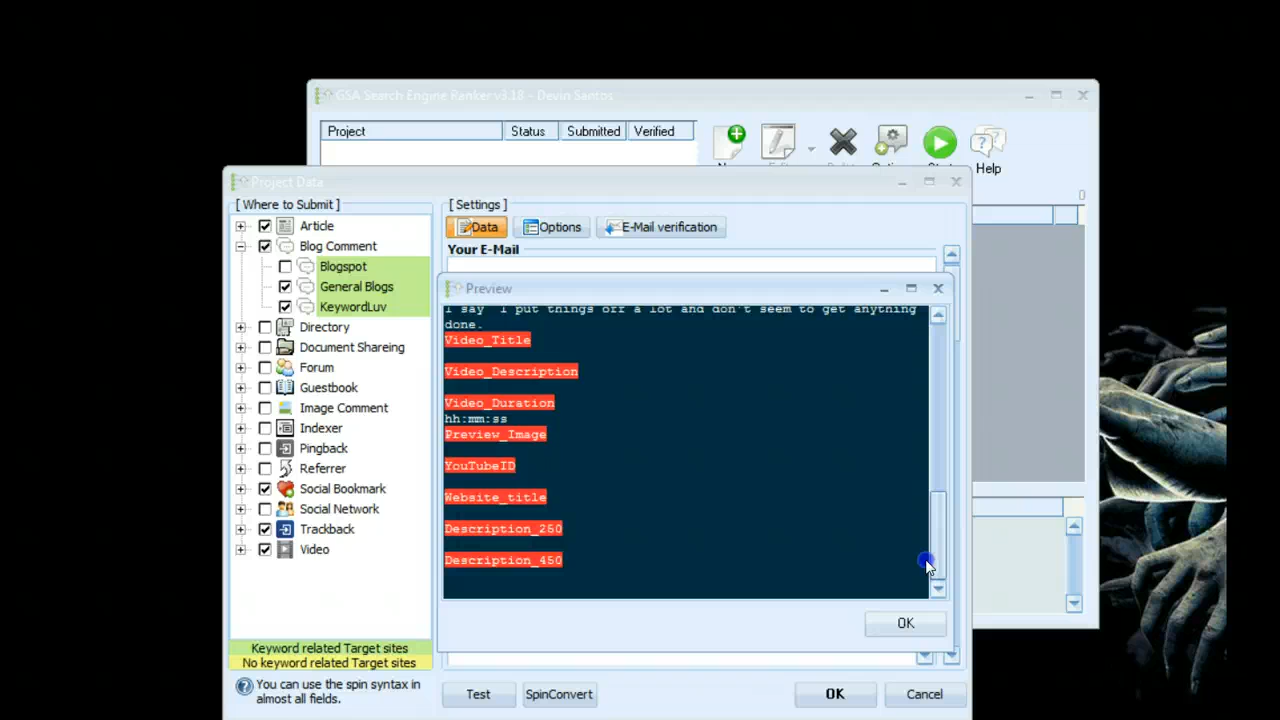 GSA Search Engine Ranker v3.18 - Devin Santos
Project Status Submitted Verified
Help
0
Project Data
[ Where to Submit ]
Article
Blog Comment
Blogspot
General Blogs
KeywordLuv
Directory
Document Shareing
Forum
Guestbook
Image Comment
Indexer
Pingback
Referrer
Social Bookmark
Social Network
Trackback
Video
Keyword related Target sites
No keyword related Target sites
You can use the spin syntax in
almost all fields.
[ Settings ]
Data Options E-Mail verification
Your E-Mail
Preview
I say I put things off a lot and don't seem to get anything
done.
Video_Title
Video_Description
Video_Duration
hh:mm:ss
Preview_Image
YouTubeID
Website_title
Description_250
Description_450
OK
Test SpinConvert OK Cancel